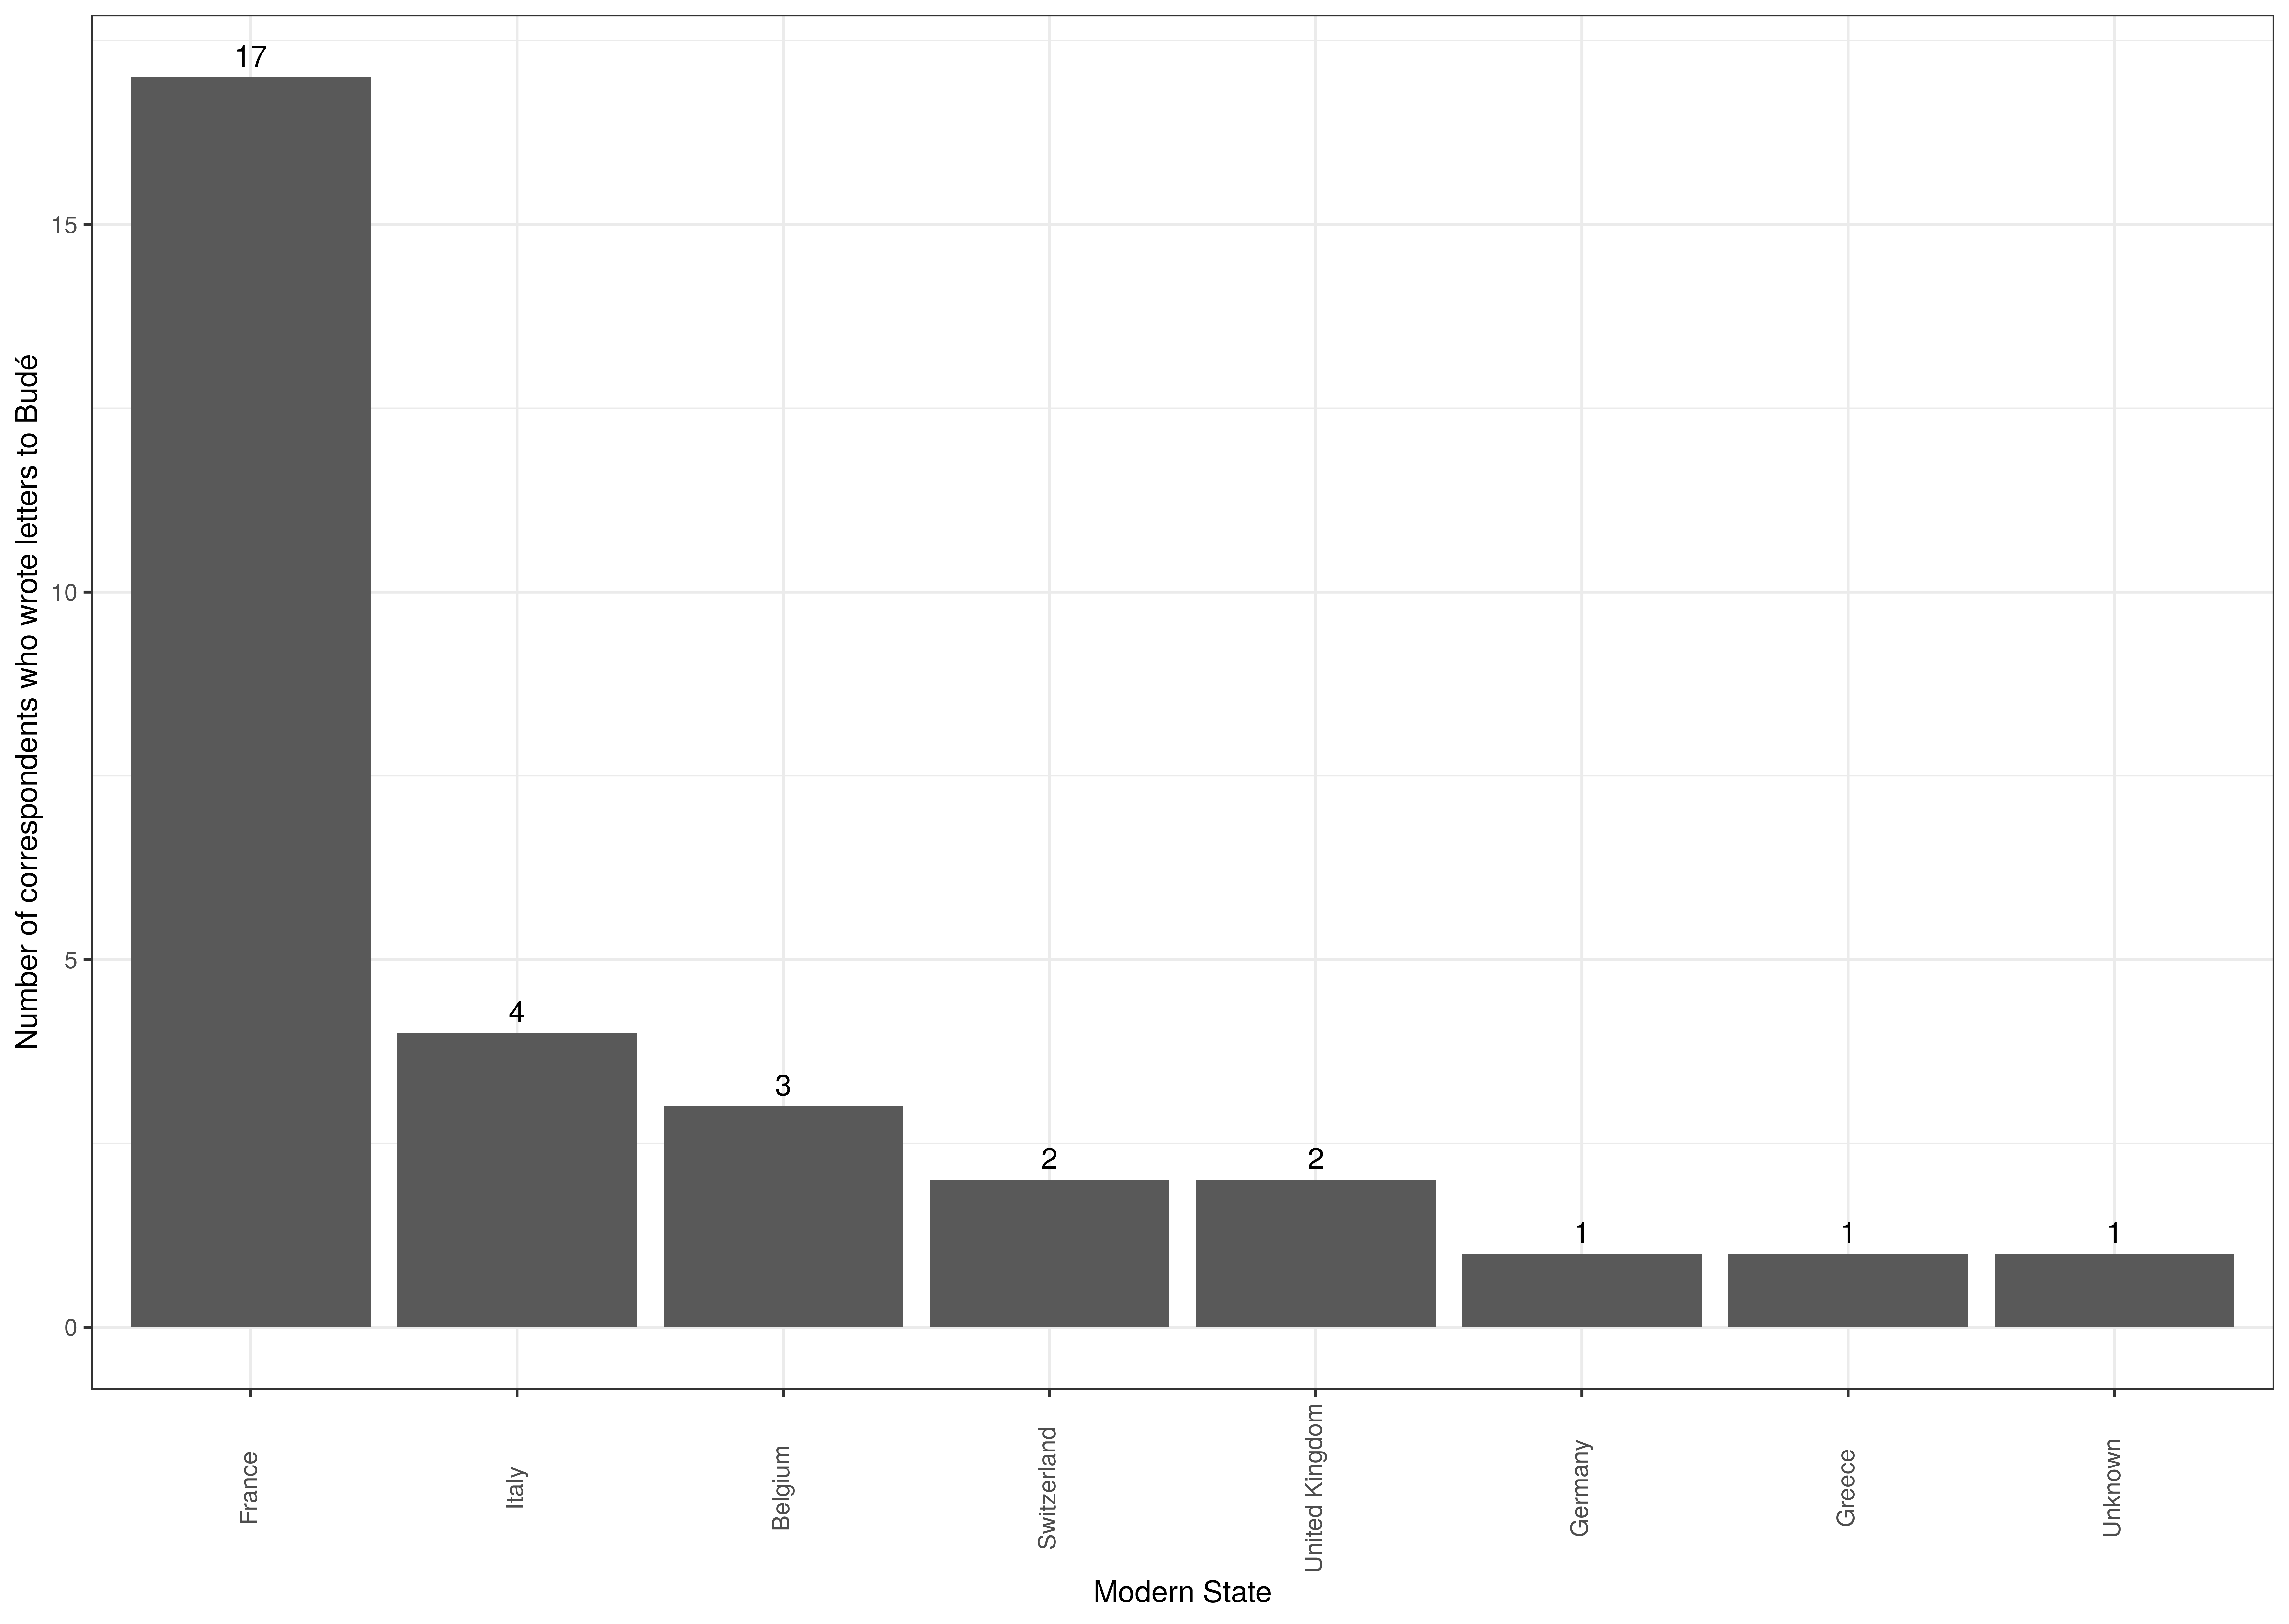 Number of correspondents who wrote letters to Budé
15
10
5
0
17
4
3
2
2
1
1
1
France
Italy
Belgium
Switzerland
United Kingdom
Germany
Greece
Unknown
Modern State